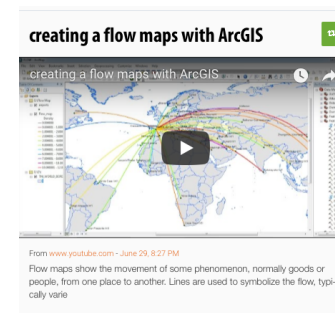 creating a flow maps with ArcGIS
creating a flow maps with ArcGIS
From www.youtube.com - June 29, 8:27 PM
Flow maps show the movement of some phenomenon, normally goods or
people, from one place to another. Lines are used to symbolize the flow, typi-
cally varie